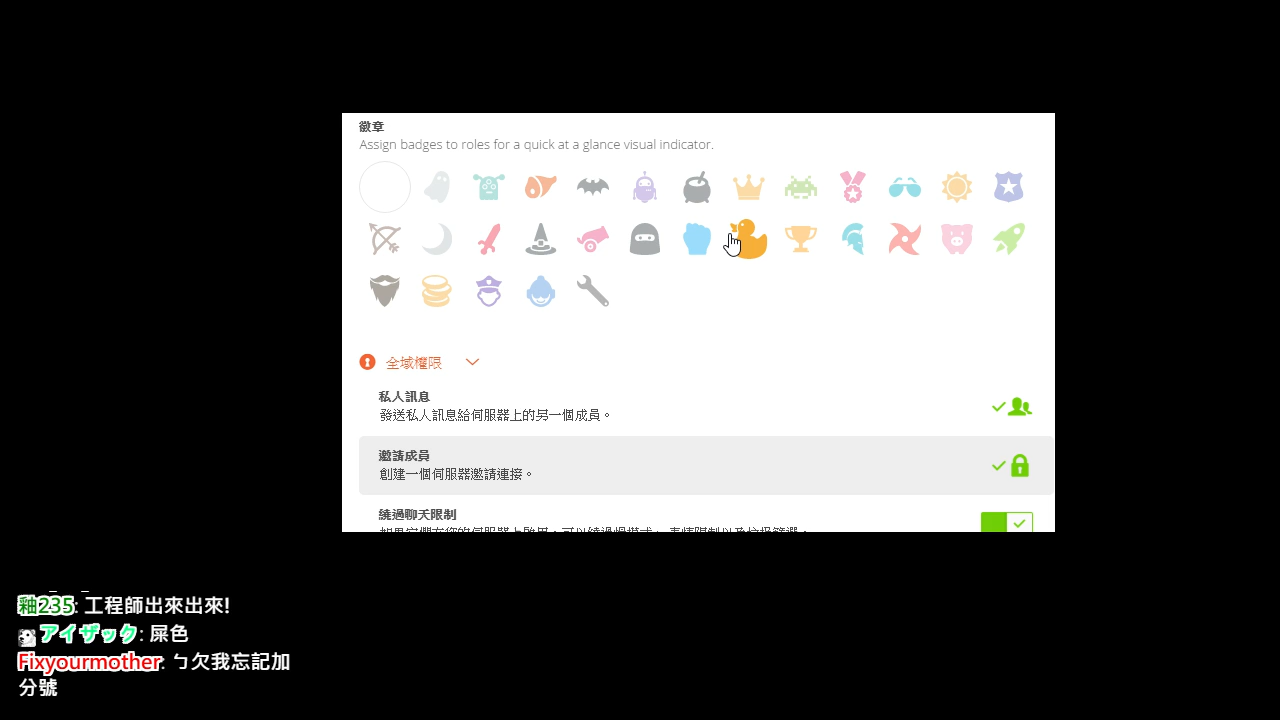 徽章
Assign badges to roles for a quick at a glance visual indicator.
全域權限
私人訊息
發送私人訊息給伺服器上的另一個成員。
邀請成員
創建一個伺服器邀請連接。
繞過聊天限制
釉235: 工程師出來出來!
アイザック: 屎色
Fixyourmother: ㄅ欠我忘記加
分號